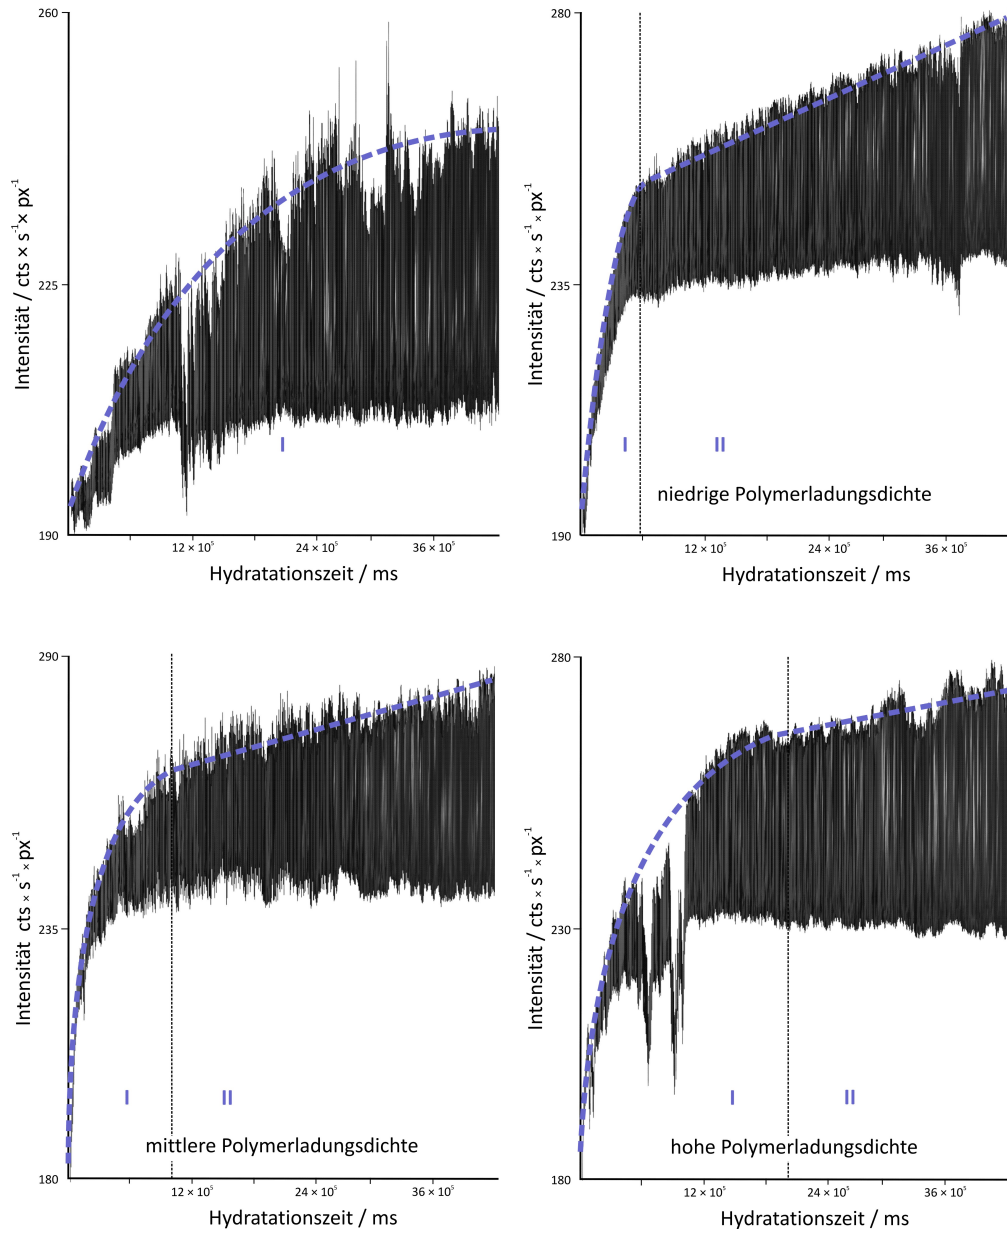 260
225
190
Intensität / cts × s⁻¹ × px⁻¹
I
12 × 10⁵
24 × 10⁵
36 × 10⁵
Hydratationszeit / ms
280
235
190
Intensität / cts × s⁻¹ × px⁻¹
I
II
niedrige Polymerladungsdichte
12 × 10⁵
24 × 10⁵
36 × 10⁵
Hydratationszeit / ms
290
235
180
Intensität cts × s⁻¹ × px⁻¹
I
II
mittlere Polymerladungsdichte
12 × 10⁵
24 × 10⁵
36 × 10⁵
Hydratationszeit / ms
280
230
180
Intensität / cts × s⁻¹ × px⁻¹
I
II
hohe Polymerladungsdichte
12 × 10⁵
24 × 10⁵
36 × 10⁵
Hydratationszeit / ms